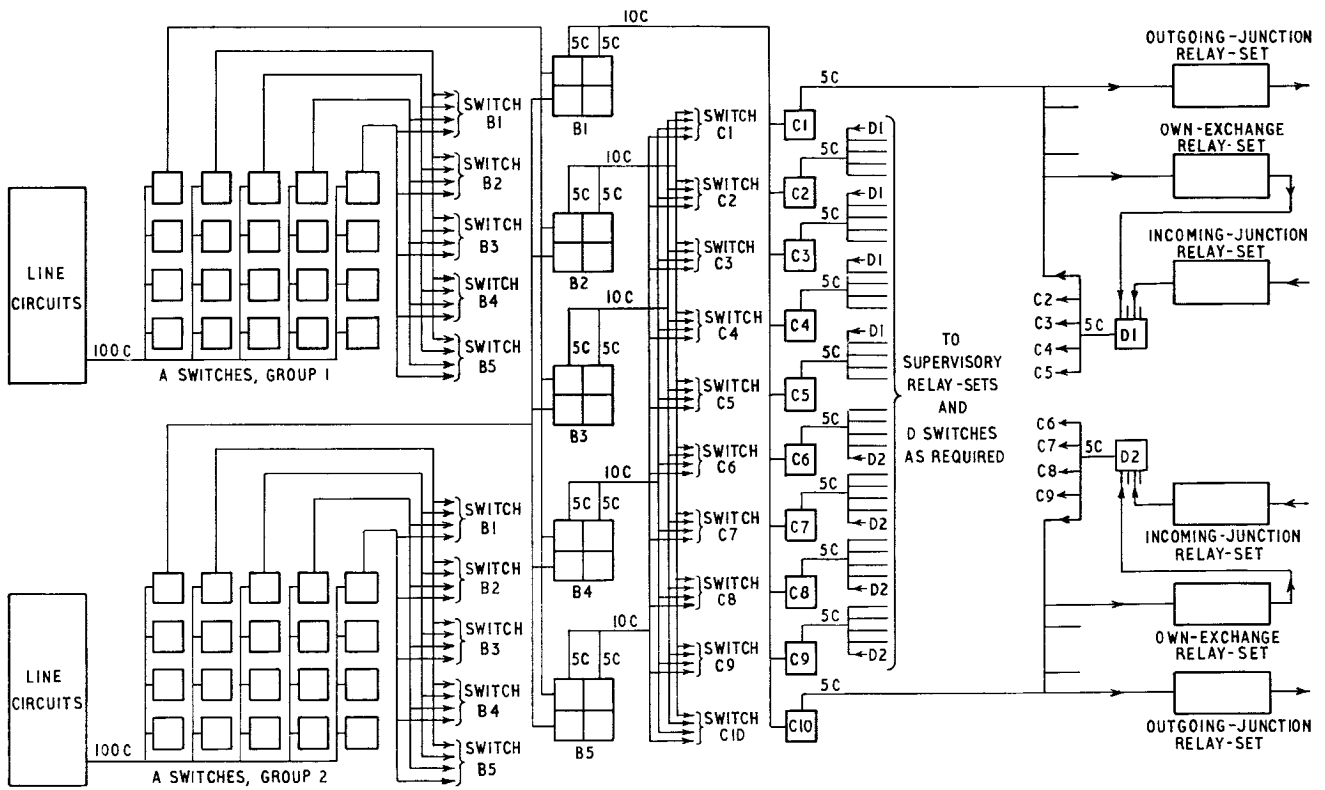 LINE
CIRCUITS
100C
A SWITCHES, GROUP 1
SWITCH
B1
SWITCH
B2
SWITCH
B3
SWITCH
B4
SWITCH
B5
LINE
CIRCUITS
100C
A SWITCHES, GROUP 2
SWITCH
B1
SWITCH
B2
SWITCH
B3
SWITCH
B4
SWITCH
B5
10C
5C 5C
B1
10C
5C 5C
B2
10C
5C 5C
B3
10C
5C 5C
B4
10C
5C 5C
B5
SWITCH
C1
SWITCH
C2
SWITCH
C3
SWITCH
C4
SWITCH
C5
SWITCH
C6
SWITCH
C7
SWITCH
C8
SWITCH
C9
SWITCH
C10
5C
C1
5C
D1
C2
5C
D1
C3
5C
D1
C4
5C
D1
C5
5C
C6
D2
5C
C7
D2
5C
C8
D2
5C
C9
D2
5C
C10
TO
SUPERVISORY
RELAY-SETS
AND
D SWITCHES
AS REQUIRED
OUTGOING-JUNCTION
RELAY-SET
OWN-EXCHANGE
RELAY-SET
INCOMING-JUNCTION
RELAY-SET
C2
C3
C4
C5
5C
D1
C6
C7
C8
C9
5C
D2
INCOMING-JUNCTION
RELAY-SET
OWN-EXCHANGE
RELAY-SET
OUTGOING-JUNCTION
RELAY-SET